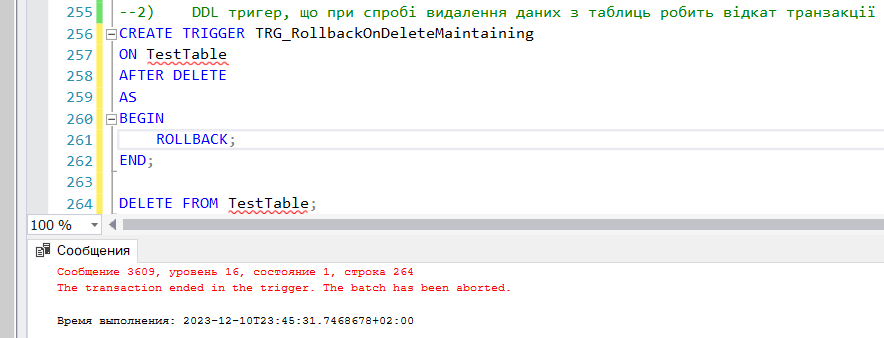 255 --2) DDL тригер, що при спробі видалення даних з таблиць робить відкат транзакції
256 CREATE TRIGGER TRG_RollbackOnDeleteMaintaining
257 ON TestTable
258 AFTER DELETE
259 AS
260 BEGIN
261 ROLLBACK;
262 END;
263
264 DELETE FROM TestTable;
100 %
Сообщения
Сообщение 3609, уровень 16, состояние 1, строка 264
The transaction ended in the trigger. The batch has been aborted.
Время выполнения: 2023-12-10T23:45:31.7468678+02:00